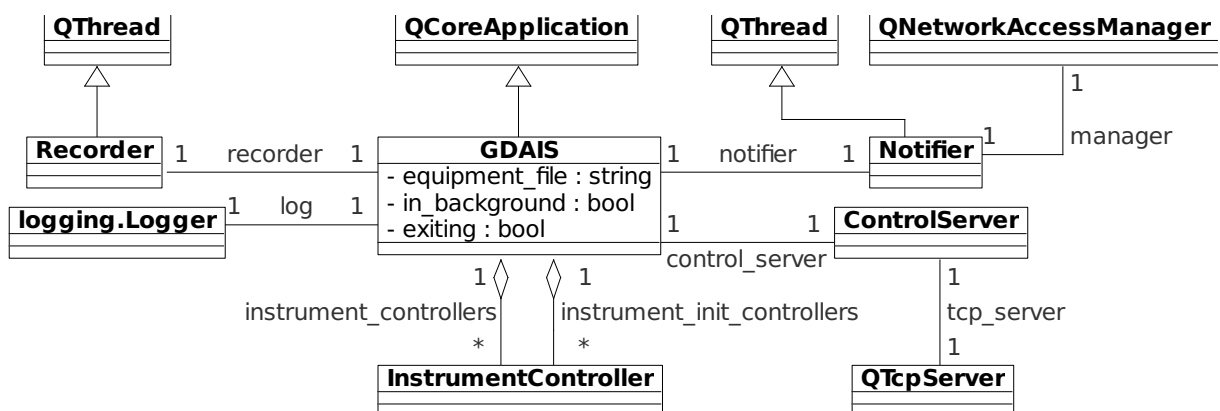 QThread
QCoreApplication
QThread
QNetworkAccessManager
1
manager
1
Recorder
1
recorder
1
GDAIS
- equipment_file : string
- in_background : bool
- exiting : bool
1
notifier
1
Notifier
logging.Logger
1
log
1
1
control_server
1
ControlServer
1
instrument_controllers
*
1
instrument_init_controllers
*
1
tcp_server
1
InstrumentController
QTcpServer